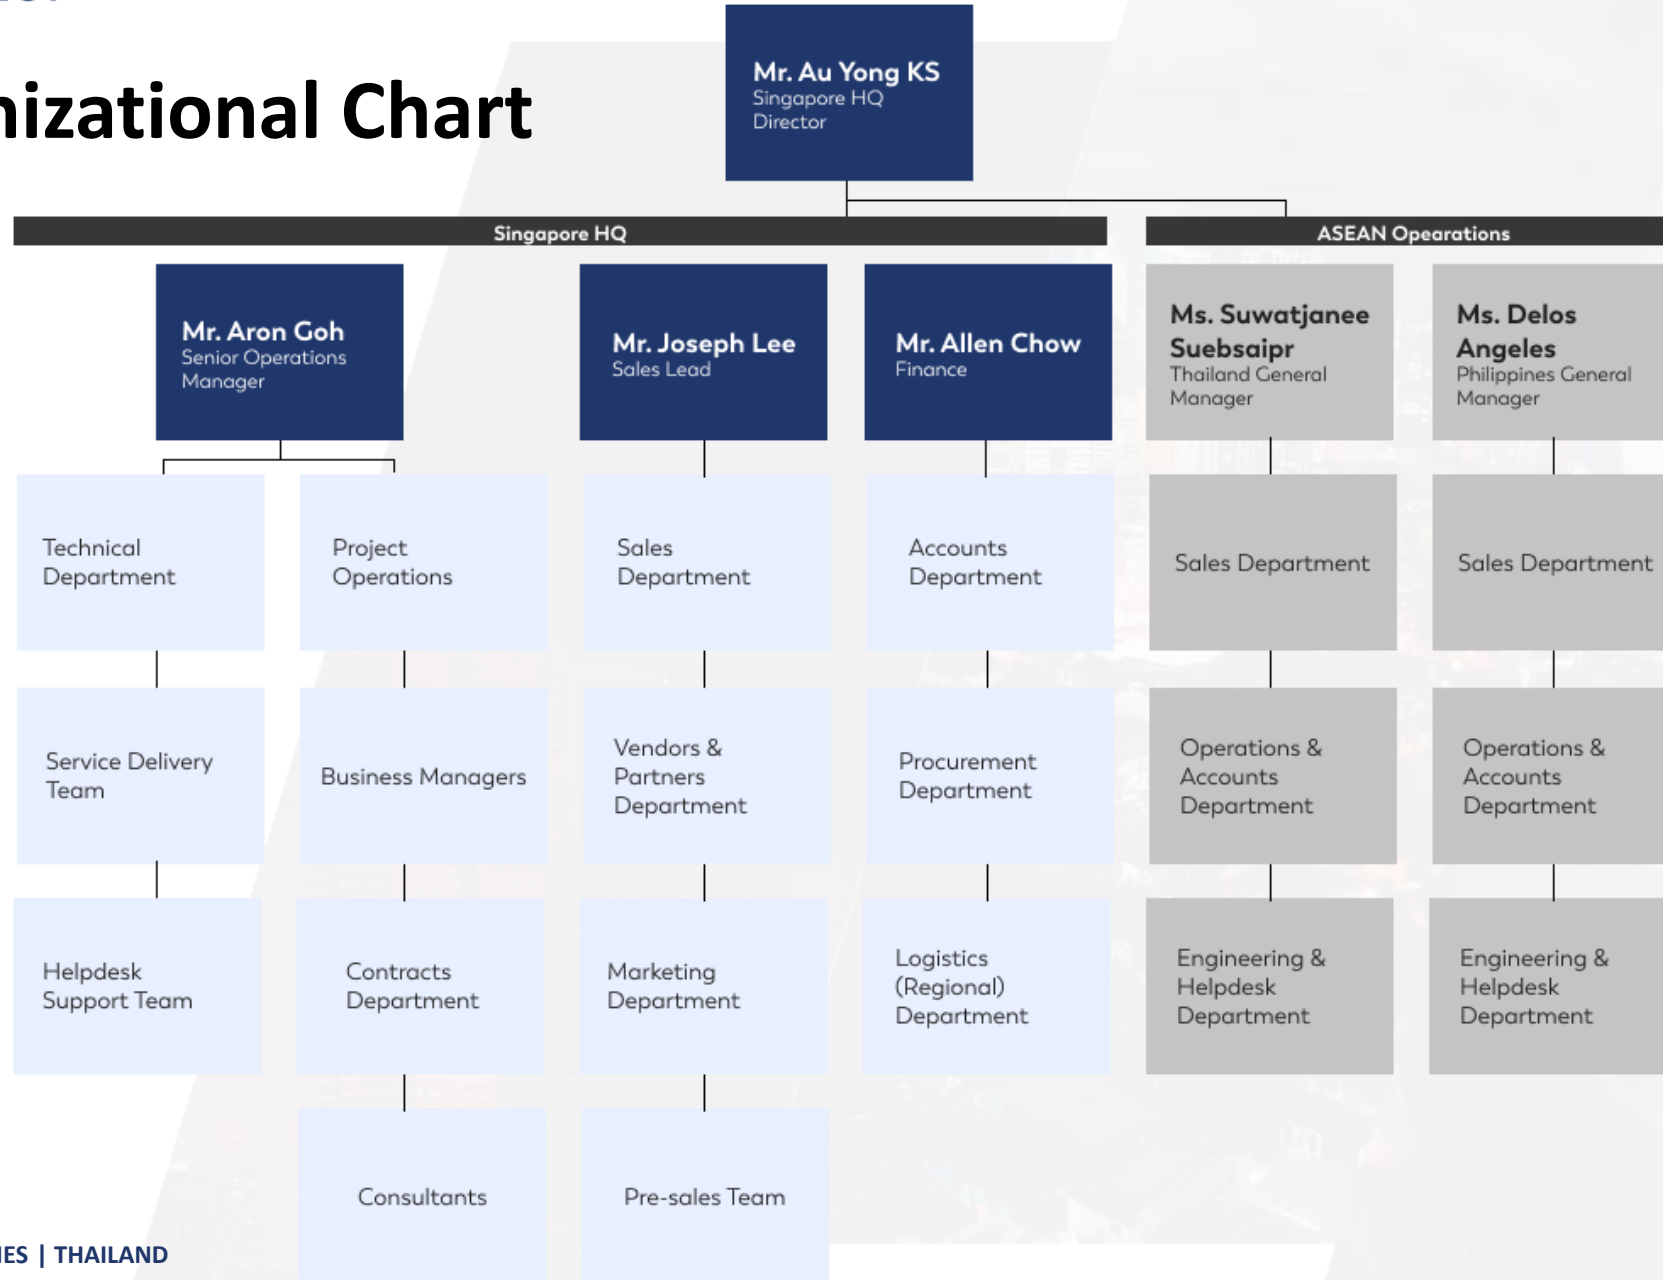 nizational Chart
Mr. Au Yong KS
Singapore HQ
Director
Singapore HQ
ASEAN Opearations
Mr. Aron Goh
Senior Operations
Manager
Mr. Joseph Lee
Sales Lead
Mr. Allen Chow
Finance
Ms. Suwatjanee
Suebsaipr
Thailand General
Manager
Ms. Delos
Angeles
Philippines General
Manager
Technical
Department
Project
Operations
Sales
Department
Accounts
Department
Sales Department
Sales Department
Service Delivery
Team
Business Managers
Vendors &
Partners
Department
Procurement
Department
Operations &
Accounts
Department
Operations &
Accounts
Department
Helpdesk
Support Team
Contracts
Department
Marketing
Department
Logistics
(Regional)
Department
Engineering &
Helpdesk
Department
Engineering &
Helpdesk
Department
Consultants
Pre-sales Team
IES | THAILAND